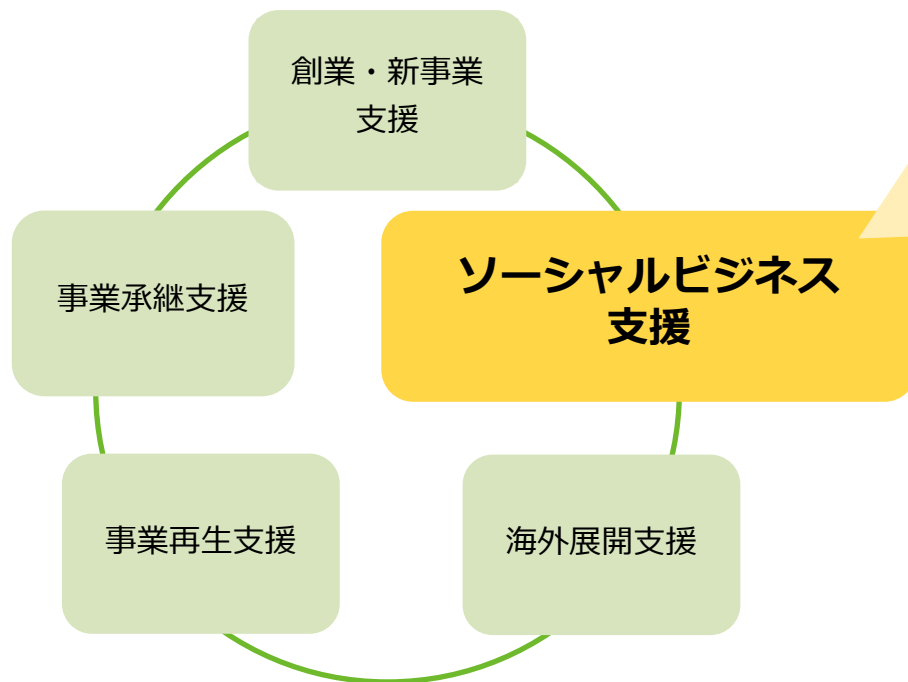 創業・新事業
支援
ソーシャルビジネス
支援
事業承継支援
事業再生支援
海外展開支援